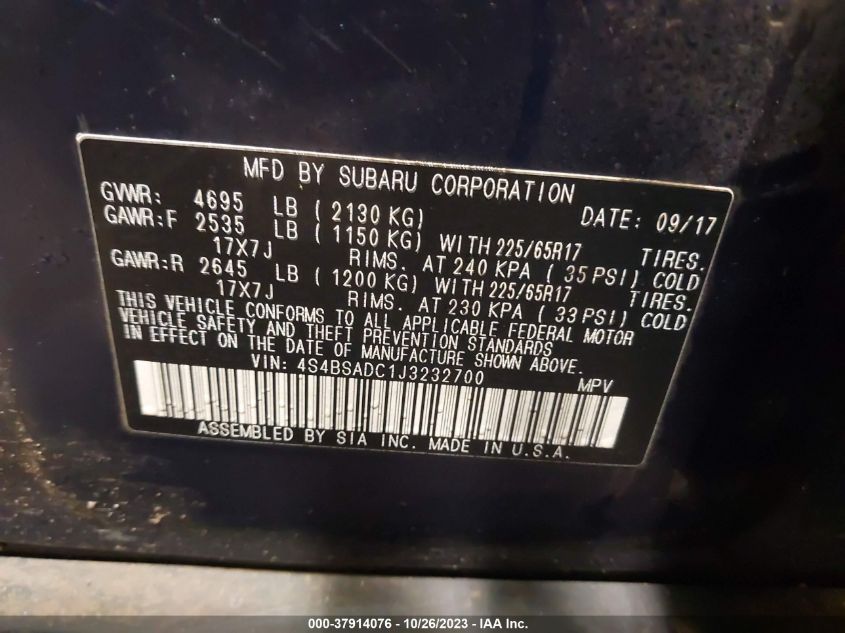 MFD BY SUBARU CORPORATION
GVWR: 4695 LB ( 2130 KG) DATE: 09/17
GAWR:F 2535 LB ( 1150 KG) WITH 225/65R17 TIRES.
17X7J RIMS. AT 240 KPA ( 35 PSI) COLD
GAWR:R 2645 LB ( 1200 KG) WITH 225/65R17 TIRES.
17X7J RIMS. AT 230 KPA ( 33 PSI) COLD
THIS VEHICLE CONFORMS TO ALL APPLICABLE FEDERAL MOTOR
VEHICLE SAFETY AND THEFT PREVENTION STANDARDS
IN EFFECT ON THE DATE OF MANUFACTURE SHOWN ABOVE.
VIN: 4S4BSADC1J3232700 MPV
ASSEMBLED BY SIA INC. MADE IN U.S.A.
000-37914076 | 10/26/2023 - IAA Inc.